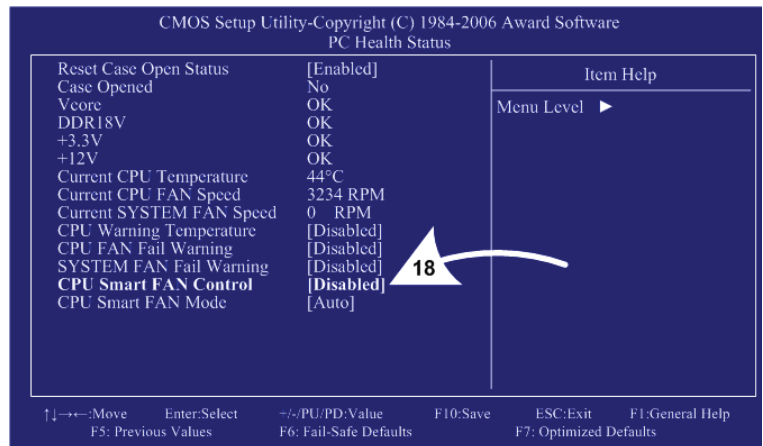 CMOS Setup Utility-Copyright (C) 1984-2006 Award Software
PC Health Status
Reset Case Open Status [Enabled]
Case Opened No
Vcore OK
DDR18V OK
+3.3V OK
+12V OK
Current CPU Temperature 44°C
Current CPU FAN Speed 3234 RPM
Current SYSTEM FAN Speed 0 RPM
CPU Warning Temperature [Disabled]
CPU FAN Fail Warning [Disabled]
SYSTEM FAN Fail Warning [Disabled]
CPU Smart FAN Control [Disabled]
CPU Smart FAN Mode [Auto]
18
Item Help
Menu Level ►
↑↓→←:Move Enter:Select +/-/PU/PD:Value F10:Save ESC:Exit F1:General Help
F5: Previous Values F6: Fail-Safe Defaults F7: Optimized Defaults